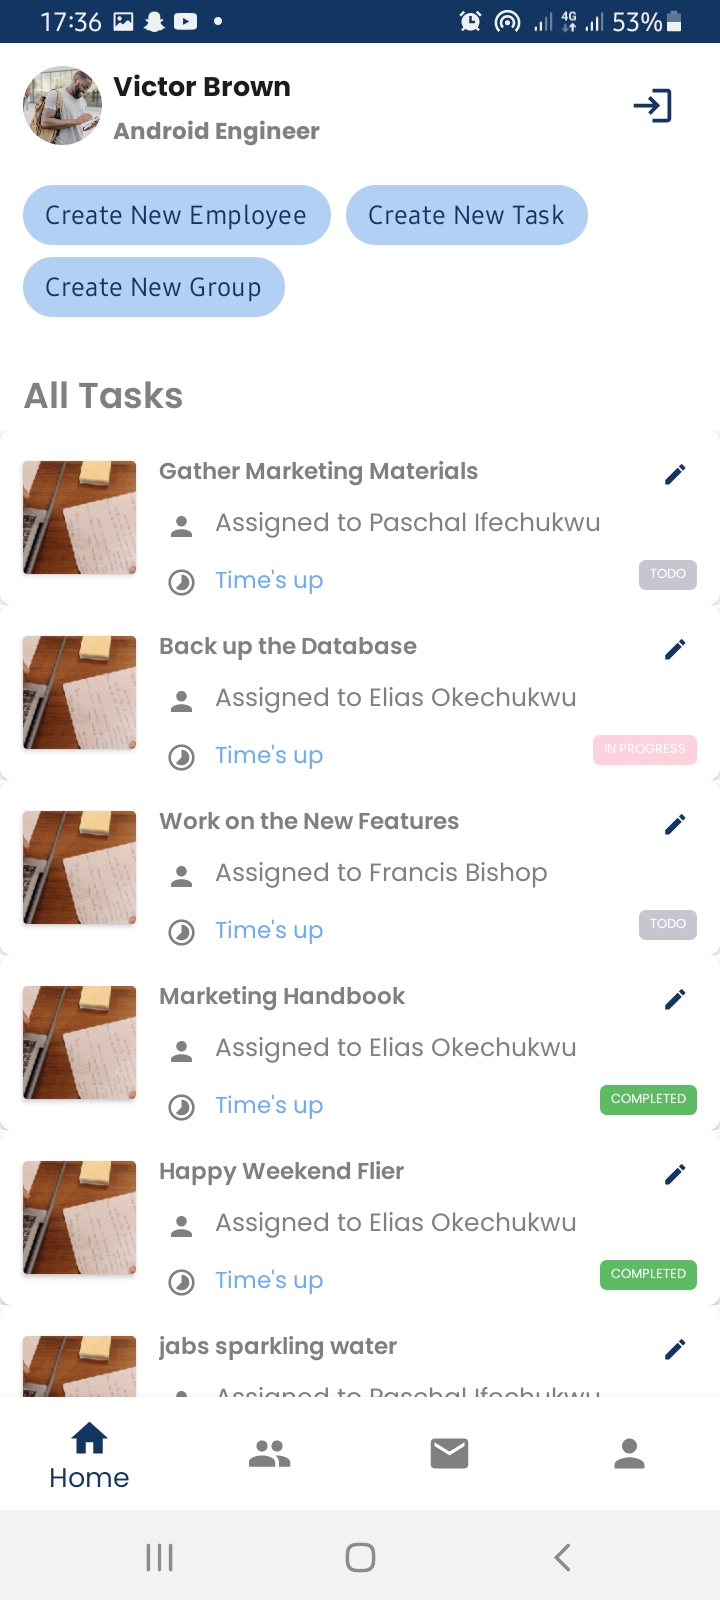 17:36 4G 53%
Victor Brown
Android Engineer
Create New Employee Create New Task
Create New Group
All Tasks
Gather Marketing Materials
Assigned to Paschal Ifechukwu
Time's up TODO
Back up the Database
Assigned to Elias Okechukwu
Time's up IN PROGRESS
Work on the New Features
Assigned to Francis Bishop
Time's up TODO
Marketing Handbook
Assigned to Elias Okechukwu
Time's up COMPLETED
Happy Weekend Flier
Assigned to Elias Okechukwu
Time's up COMPLETED
jabs sparkling water
Assigned to Paschal Ifechukwu
Home